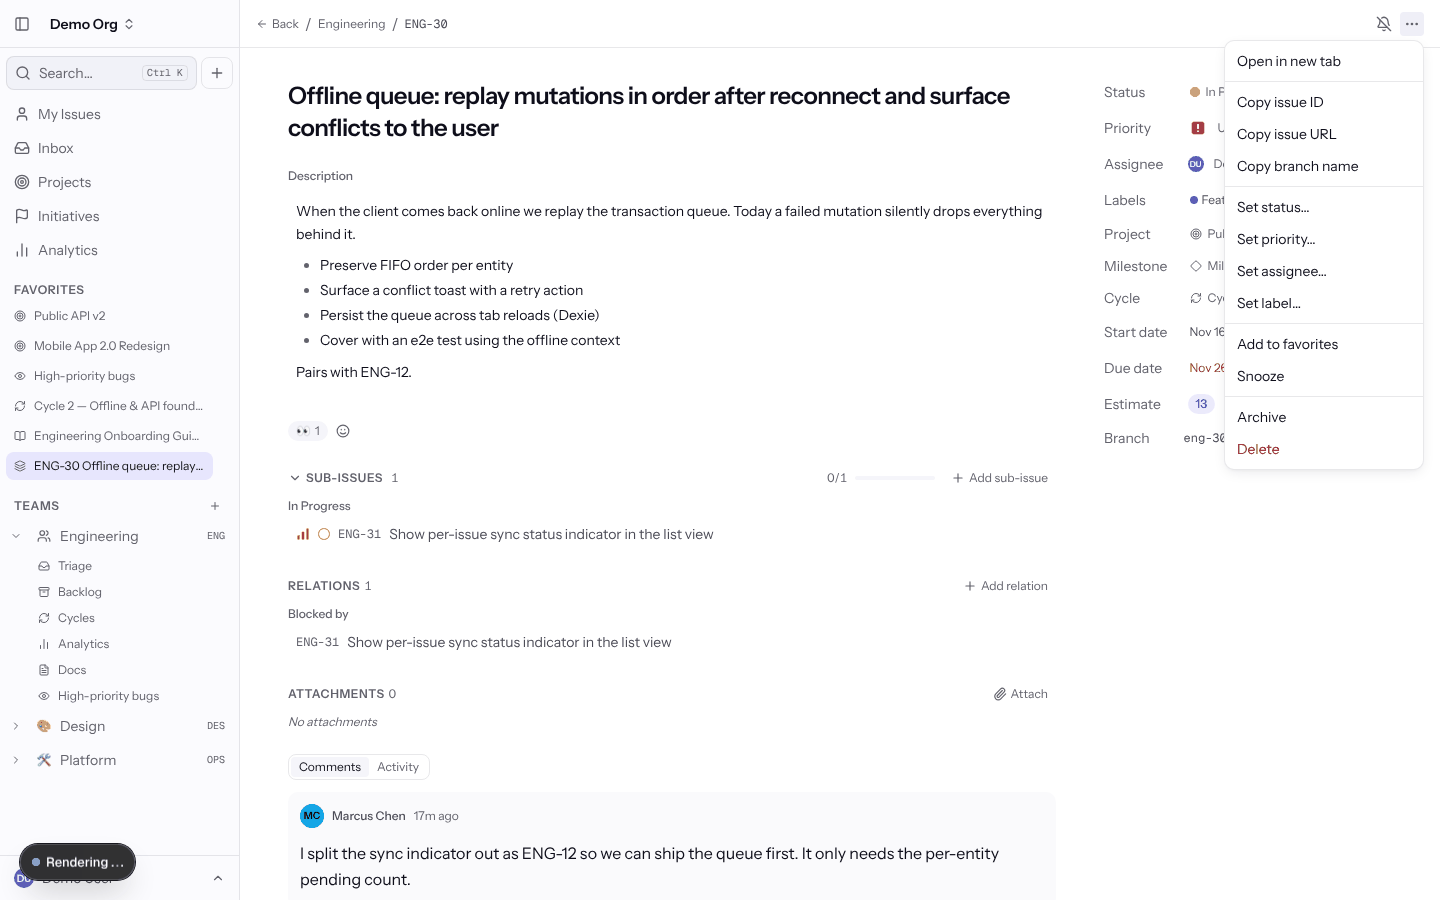 Demo Org
Back / Engineering / ENG-30
Search...
Ctrl K
My Issues
Inbox
Projects
Initiatives
Analytics
FAVORITES
Public API v2
Mobile App 2.0 Redesign
High-priority bugs
Cycle 2 — Offline & API found...
Engineering Onboarding Gui...
ENG-30 Offline queue: replay...
TEAMS
Engineering
ENG
Triage
Backlog
Cycles
Analytics
Docs
High-priority bugs
Design
DES
Platform
OPS
Rendering ...
Offline queue: replay mutations in order after reconnect and surface
conflicts to the user
Description
When the client comes back online we replay the transaction queue. Today a failed mutation silently drops everything
behind it.
Preserve FIFO order per entity
Surface a conflict toast with a retry action
Persist the queue across tab reloads (Dexie)
Cover with an e2e test using the offline context
Pairs with ENG-12.
1
SUB-ISSUES 1
0/1
Add sub-issue
In Progress
ENG-31 Show per-issue sync status indicator in the list view
RELATIONS 1
Add relation
Blocked by
ENG-31 Show per-issue sync status indicator in the list view
ATTACHMENTS 0
Attach
No attachments
Comments
Activity
MC
Marcus Chen 17m ago
I split the sync indicator out as ENG-12 so we can ship the queue first. It only needs the per-entity
pending count.
Status
Priority
Assignee
DU
Labels
Project
Milestone
Cycle
Start date
Nov 16
Due date
Nov 26
Estimate
13
Branch
eng-30
Open in new tab
Copy issue ID
Copy issue URL
Copy branch name
Set status...
Set priority...
Set assignee...
Set label...
Add to favorites
Snooze
Archive
Delete